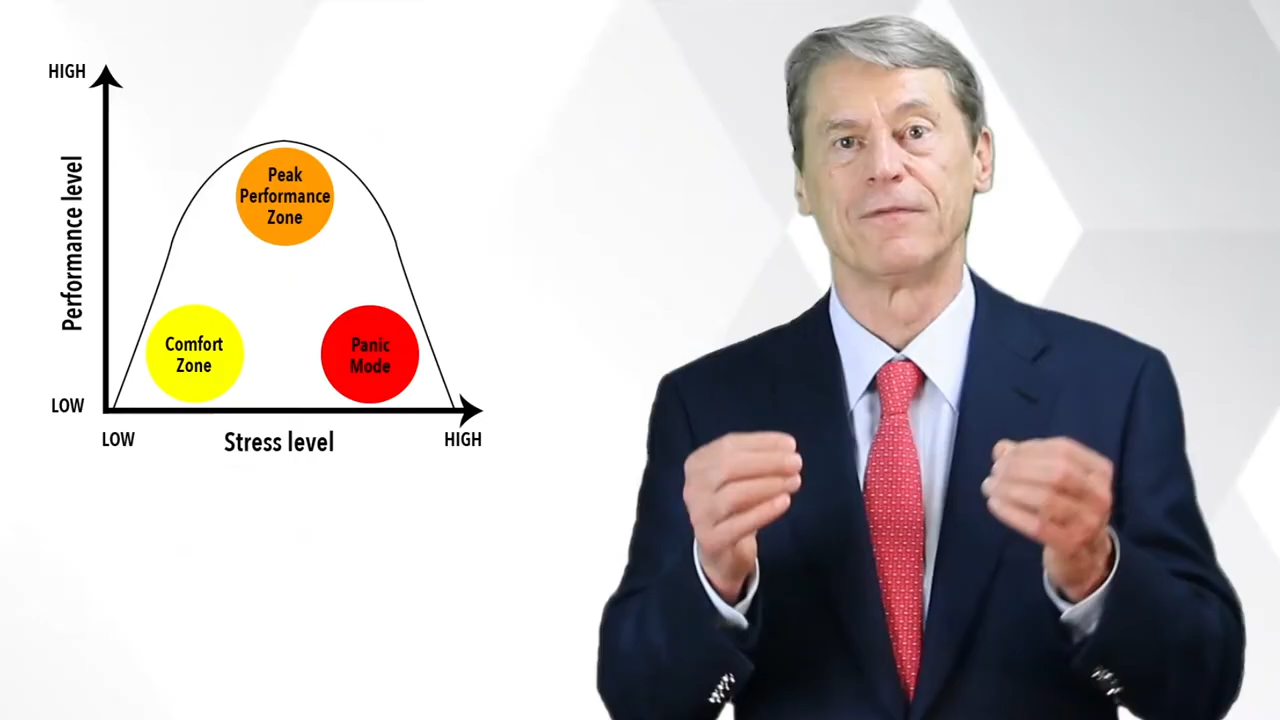 HIGH
Performance level
Peak
Performance
Zone
Comfort
Zone
Panic
Mode
LOW
LOW
Stress level
HIGH